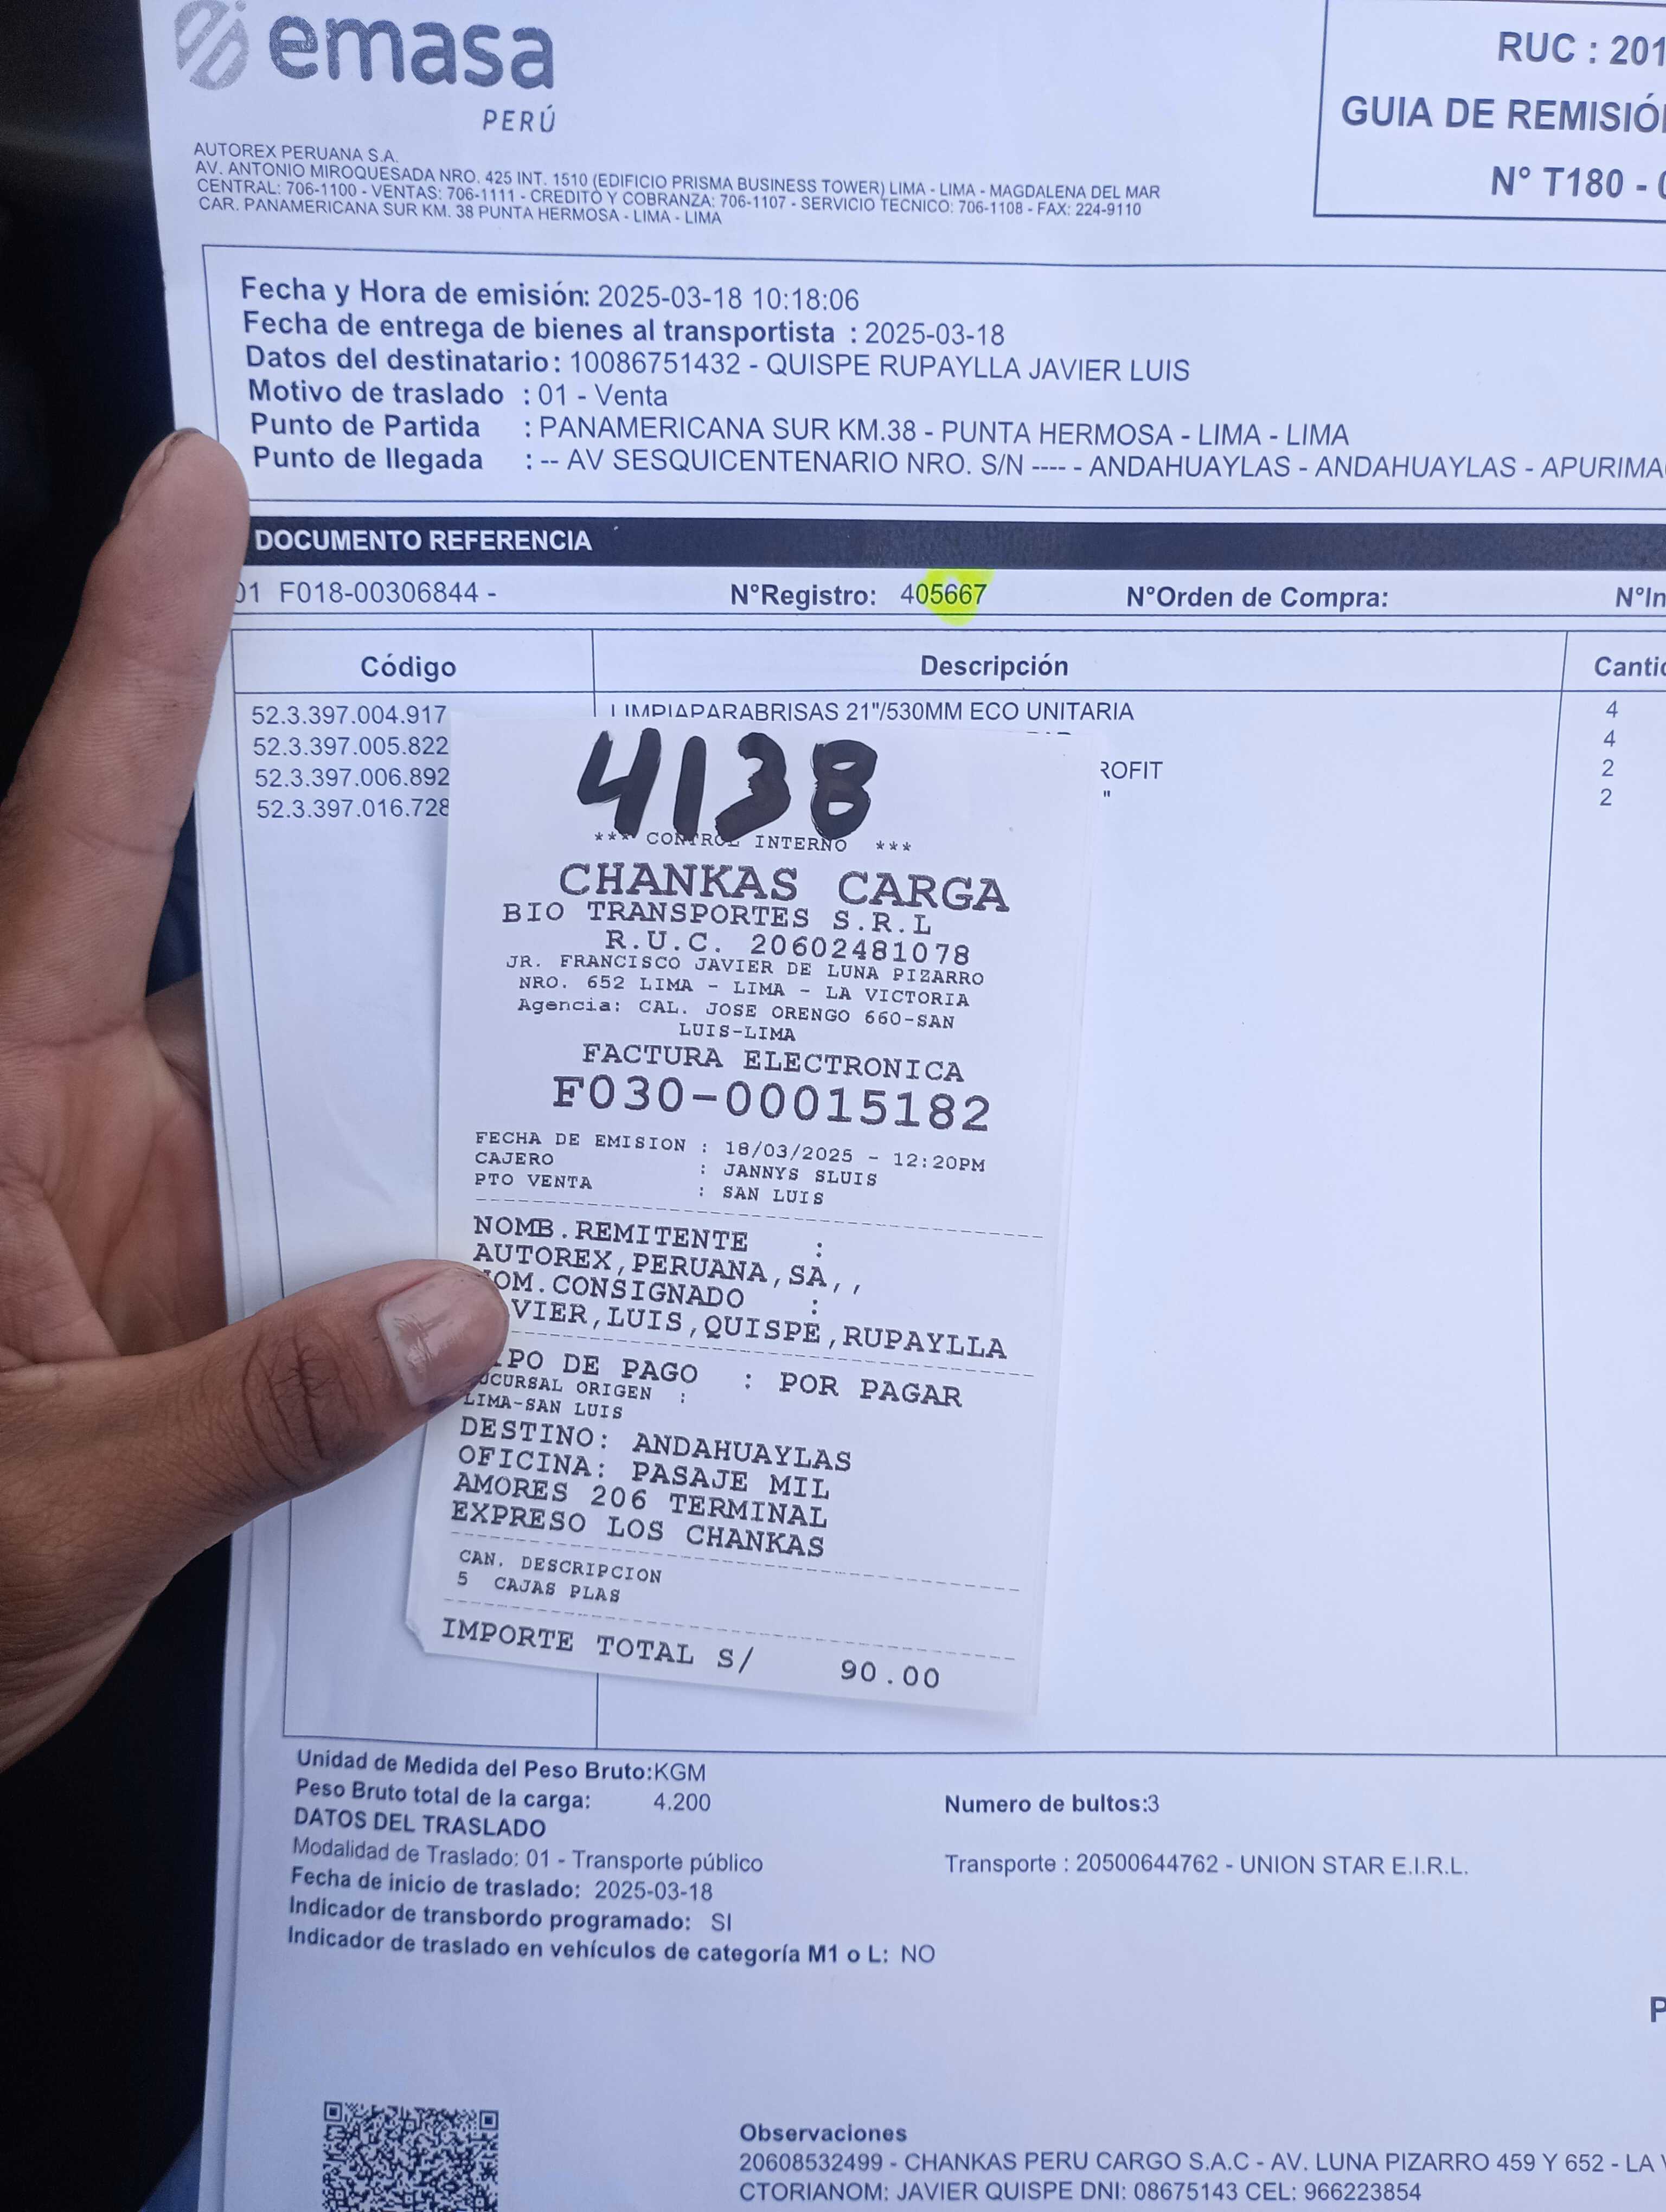 emasa
PERÚ
RUC : 201
GUIA DE REMISIÓ
N° T180 - 0
AUTOREX PERUANA S.A.
AV. ANTONIO MIROQUESADA NRO. 425 INT. 1510 (EDIFICIO PRISMA BUSINESS TOWER) LIMA - LIMA - MAGDALENA DEL MAR
CENTRAL: 706-1100 - VENTAS: 706-1111 - CREDITO Y COBRANZA: 706-1107 - SERVICIO TECNICO: 706-1108 - FAX: 224-9110
CAR. PANAMERICANA SUR KM. 38 PUNTA HERMOSA - LIMA - LIMA
Fecha y Hora de emisión: 2025-03-18 10:18:06
Fecha de entrega de bienes al transportista : 2025-03-18
Datos del destinatario: 10086751432 - QUISPE RUPAYLLA JAVIER LUIS
Motivo de traslado : 01 - Venta
Punto de Partida : PANAMERICANA SUR KM.38 - PUNTA HERMOSA - LIMA - LIMA
Punto de llegada : -- AV SESQUICENTENARIO NRO. S/N ---- - ANDAHUAYLAS - ANDAHUAYLAS - APURIMA
DOCUMENTO REFERENCIA
01 F018-00306844 - N°Registro: 405667 N°Orden de Compra: N°In
Código Descripción Cantic
52.3.397.004.917 LIMPIAPARABRISAS 21"/530MM ECO UNITARIA 4
52.3.397.005.822 4
52.3.397.006.892 ROFIT 2
52.3.397.016.728 " 2
4138
*** CONTROL INTERNO ***
CHANKAS CARGA
BIO TRANSPORTES S.R.L
R.U.C. 20602481078
JR. FRANCISCO JAVIER DE LUNA PIZARRO
NRO. 652 LIMA - LIMA - LA VICTORIA
Agencia: CAL. JOSE ORENGO 660-SAN
LUIS-LIMA
FACTURA ELECTRONICA
F030-00015182
FECHA DE EMISION : 18/03/2025 - 12:20PM
CAJERO : JANNYS SLUIS
PTO VENTA : SAN LUIS
NOMB.REMITENTE :
AUTOREX,PERUANA,SA,,
OM.CONSIGNADO :
VIER,LUIS,QUISPE,RUPAYLLA
IPO DE PAGO : POR PAGAR
UCURSAL ORIGEN :
LIMA-SAN LUIS
DESTINO: ANDAHUAYLAS
OFICINA: PASAJE MIL
AMORES 206 TERMINAL
EXPRESO LOS CHANKAS
CAN. DESCRIPCION
5 CAJAS PLAS
IMPORTE TOTAL S/ 90.00
Unidad de Medida del Peso Bruto:KGM
Peso Bruto total de la carga: 4.200 Numero de bultos:3
DATOS DEL TRASLADO
Modalidad de Traslado: 01 - Transporte público Transporte : 20500644762 - UNION STAR E.I.R.L.
Fecha de inicio de traslado: 2025-03-18
Indicador de transbordo programado: SI
Indicador de traslado en vehículos de categoría M1 o L: NO
P
Observaciones
20608532499 - CHANKAS PERU CARGO S.A.C - AV. LUNA PIZARRO 459 Y 652 - LA V
CTORIANOM: JAVIER QUISPE DNI: 08675143 CEL: 966223854